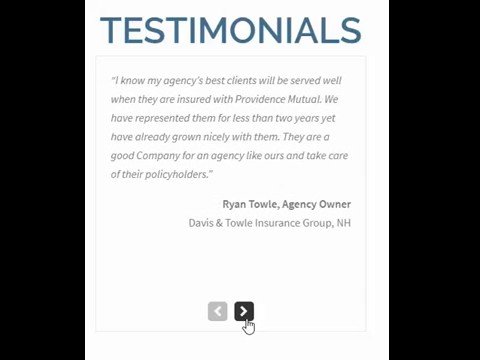 TESTIMONIALS
“I know my agency’s best clients will be served well
when they are insured with Providence Mutual. We
have represented them for less than two years yet
have already grown nicely with them. They are a
good Company for an agency like ours and take care
of their policyholders.”
Ryan Towle, Agency Owner
Davis & Towle Insurance Group, NH